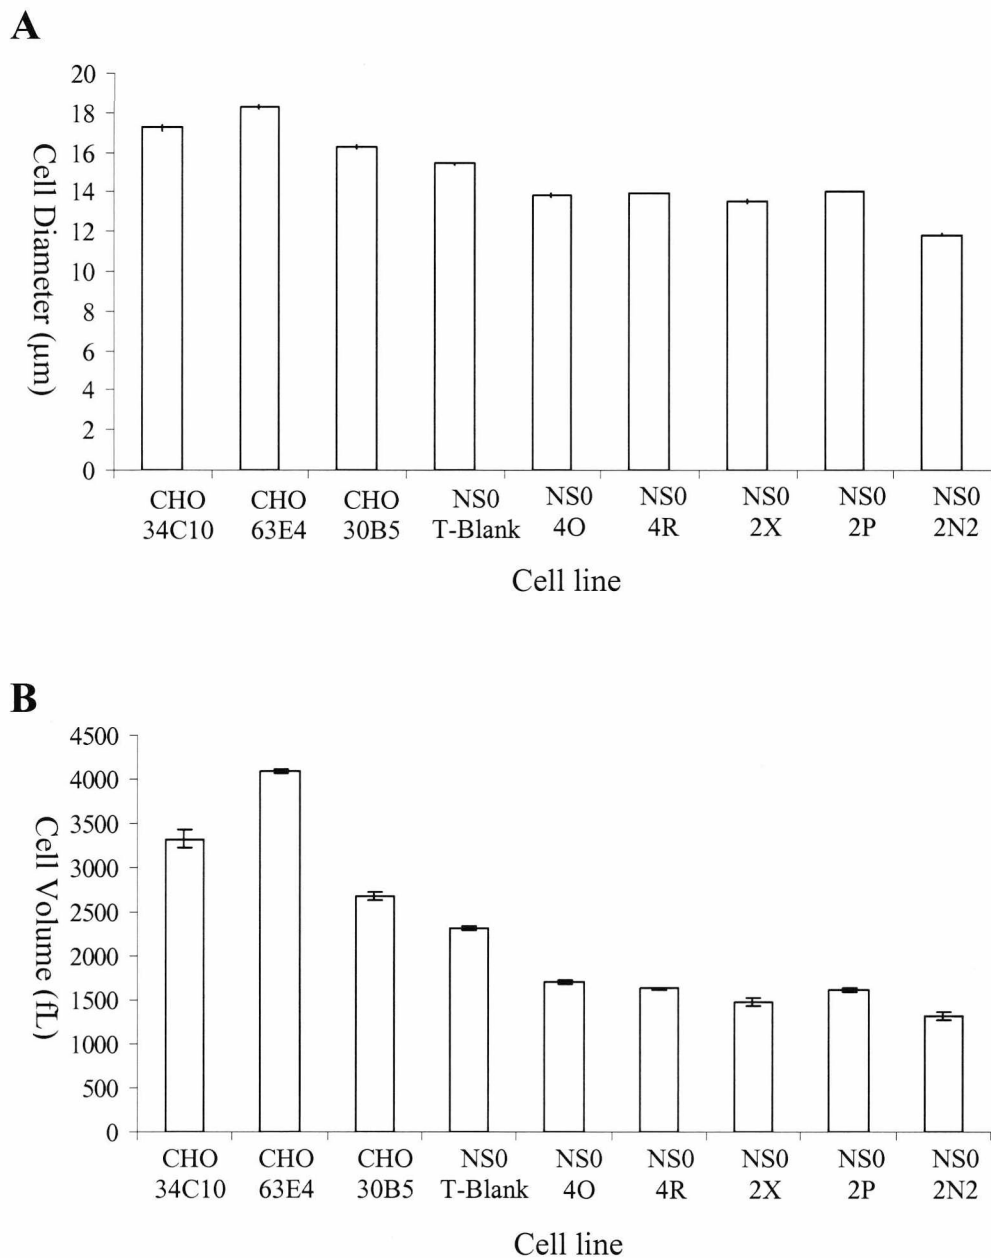 A
20
18
16
14
12
10
8
6
4
2
0
Cell Diameter (μm)
CHO CHO CHO NS0 NS0 NS0 NS0 NS0 NS0
34C10 63E4 30B5 T-Blank 4O 4R 2X 2P 2N2
Cell line
B
4500
4000
3500
3000
2500
2000
1500
1000
500
0
Cell Volume (fL)
CHO CHO CHO NS0 NS0 NS0 NS0 NS0 NS0
34C10 63E4 30B5 T-Blank 4O 4R 2X 2P 2N2
Cell line